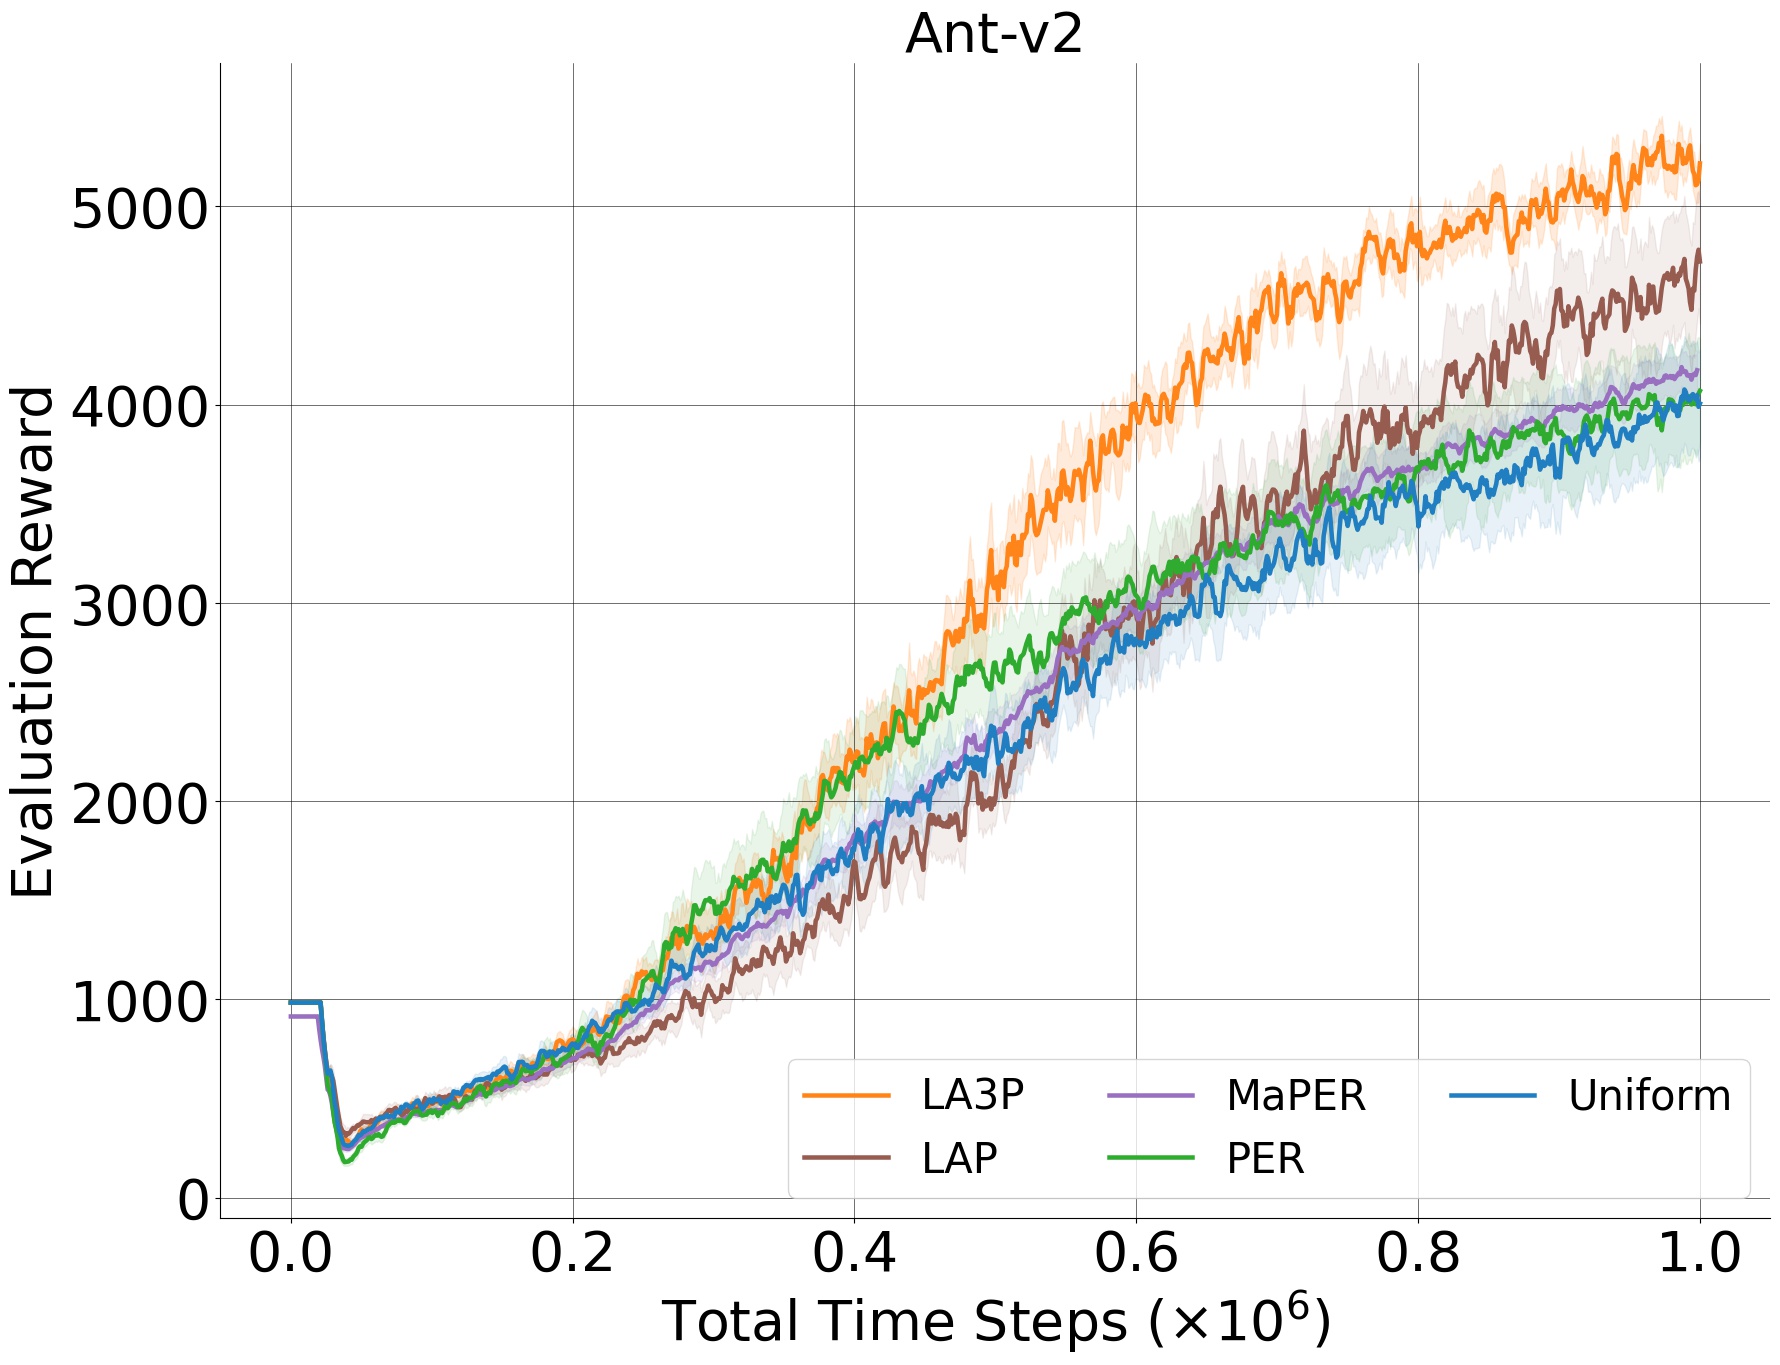 Ant-v2
Evaluation Reward
5000
4000
3000
2000
1000
0
LA3P MaPER Uniform
LAP PER
0.0 0.2 0.4 0.6 0.8 1.0
Total Time Steps (×10⁶)